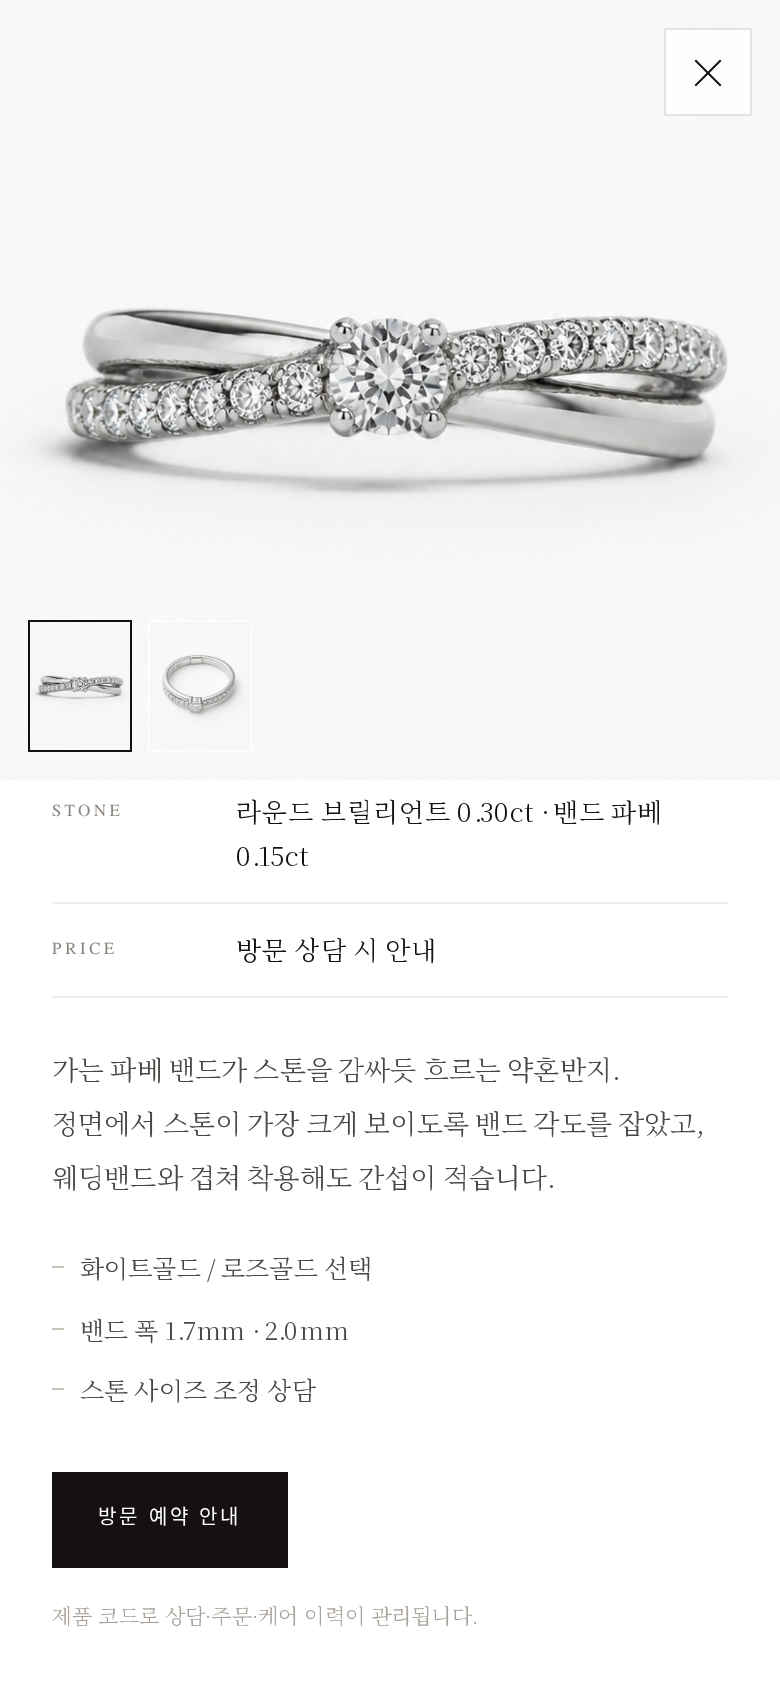 STONE
라운드 브릴리언트 0.30ct · 밴드 파베
0.15ct
PRICE
방문 상담 시 안내
가는 파베 밴드가 스톤을 감싸듯 흐르는 약혼반지.
정면에서 스톤이 가장 크게 보이도록 밴드 각도를 잡았고,
웨딩밴드와 겹쳐 착용해도 간섭이 적습니다.
– 화이트골드 / 로즈골드 선택
– 밴드 폭 1.7mm · 2.0mm
– 스톤 사이즈 조정 상담
방문 예약 안내
제품 코드로 상담·주문·케어 이력이 관리됩니다.